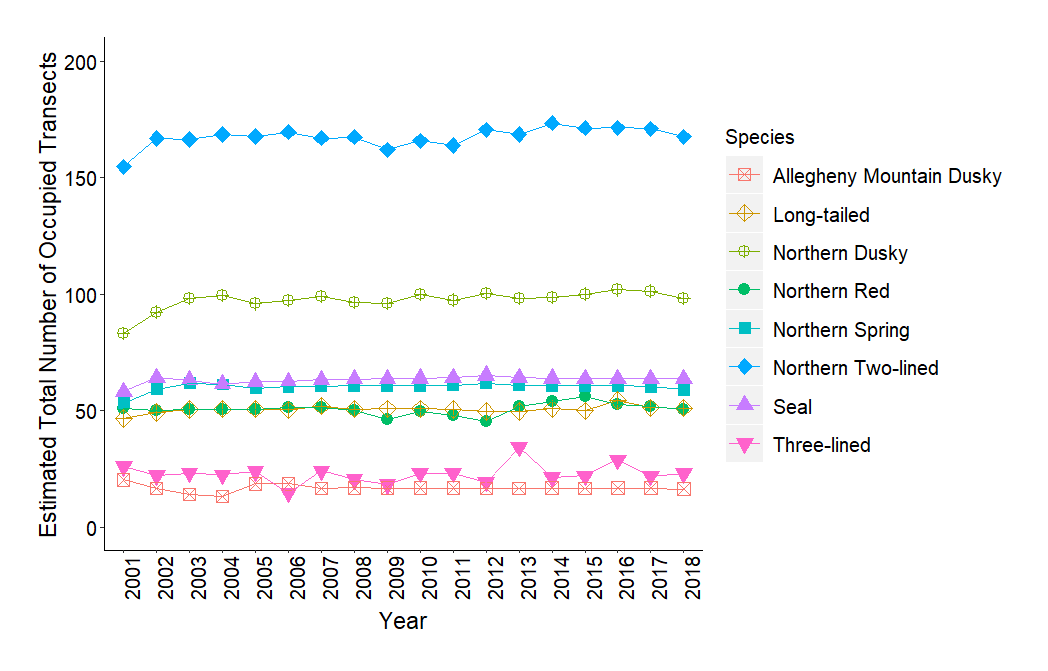 Estimated Total Number of Occupied Transects
200
150
100
50
0
2001
2002
2003
2004
2005
2006
2007
2008
2009
2010
2011
2012
2013
2014
2015
2016
2017
2018
Year
Species
Allegheny Mountain Dusky
Long-tailed
Northern Dusky
Northern Red
Northern Spring
Northern Two-lined
Seal
Three-lined